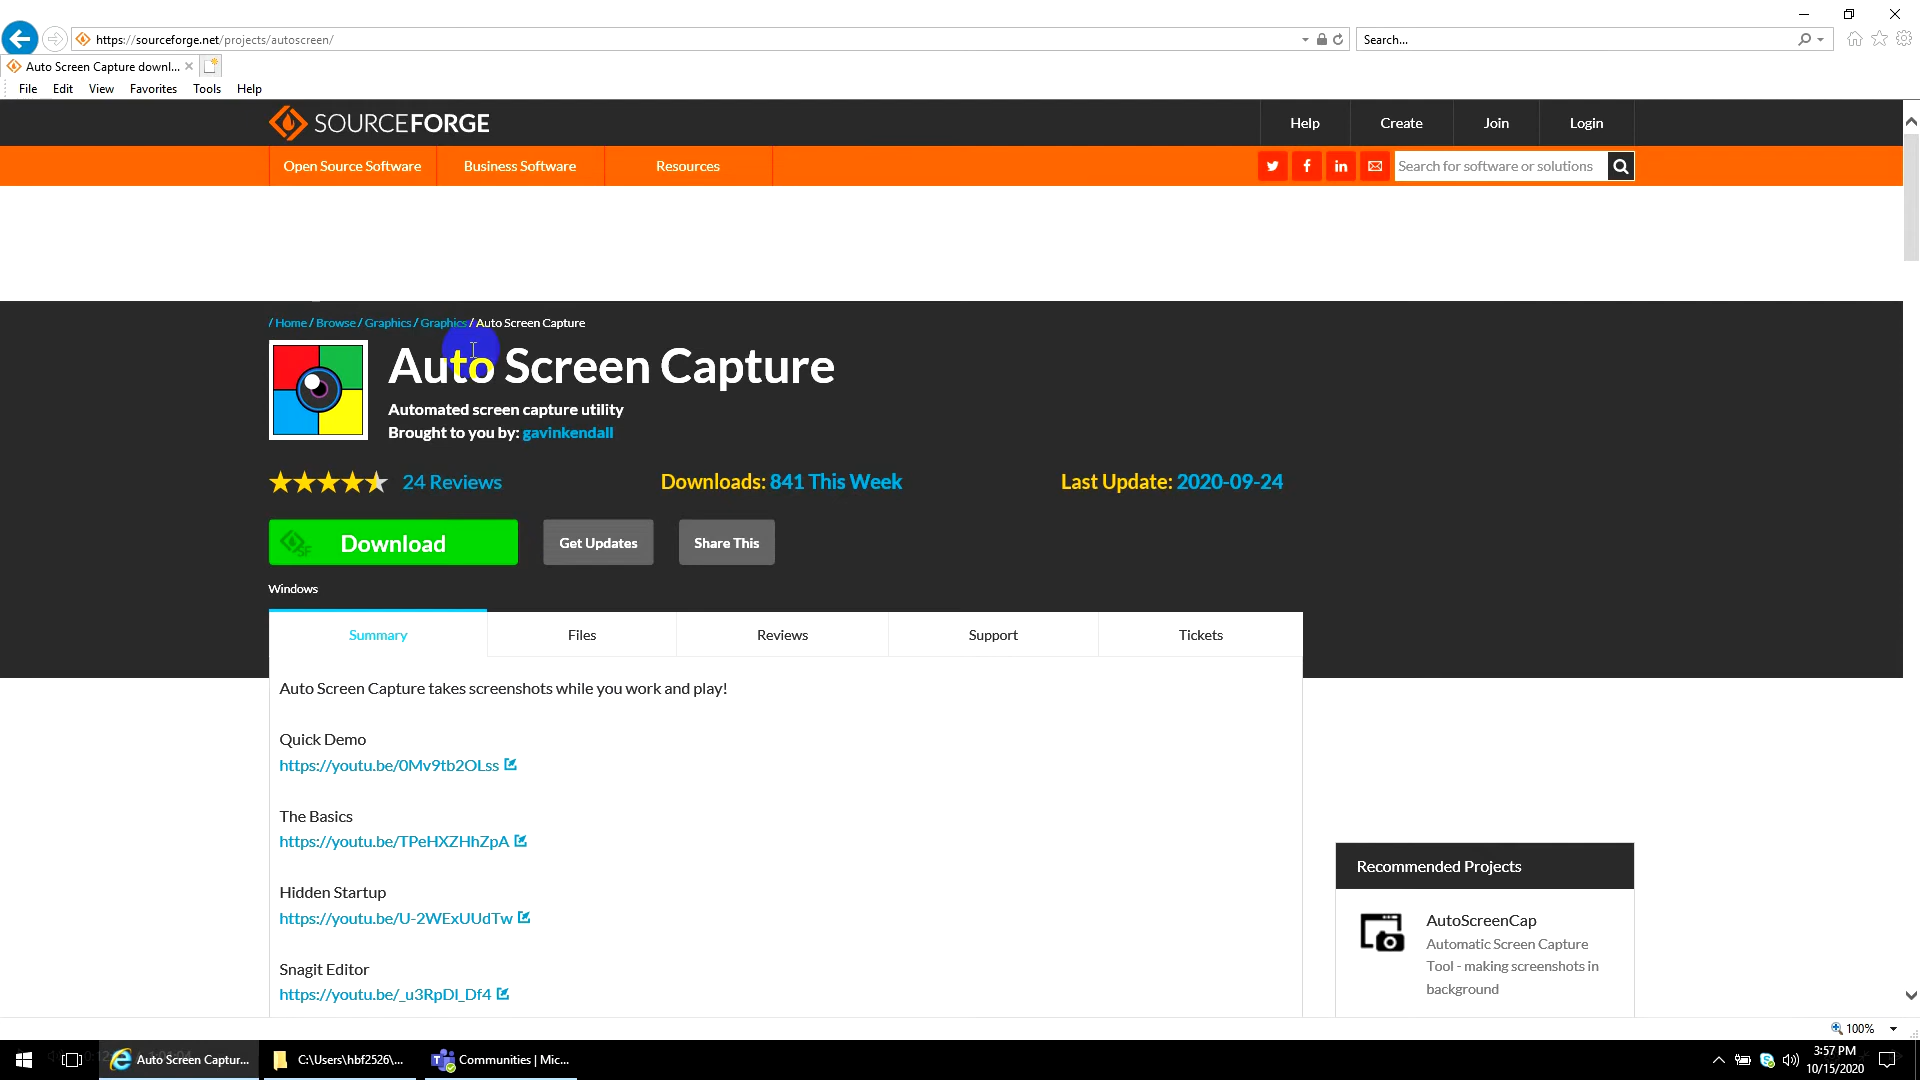 https://sourceforge.net/projects/autoscreen/
Search...
Auto Screen Capture downl...
File Edit View Favorites Tools Help
SOURCEFORGE
Help Create Join Login
Open Source Software Business Software Resources
Search for software or solutions
/ Home / Browse / Graphics / Graphics / Auto Screen Capture
Auto Screen Capture
Automated screen capture utility
Brought to you by: gavinkendall
24 Reviews Downloads: 841 This Week Last Update: 2020-09-24
SF Download Get Updates Share This
Windows
Summary Files Reviews Support Tickets
Auto Screen Capture takes screenshots while you work and play!
Quick Demo
https://youtu.be/0Mv9tb2OLss
The Basics
https://youtu.be/TPeHXZHhZpA
Hidden Startup
https://youtu.be/U-2WExUUdTw
Snagit Editor
https://youtu.be/_u3RpDl_Df4
Recommended Projects
AutoScreenCap
Automatic Screen Capture
Tool - making screenshots in
background
100%
Auto Screen Captur... C:\Users\hbf2526\... Communities | Mic...
3:57 PM
10/15/2020